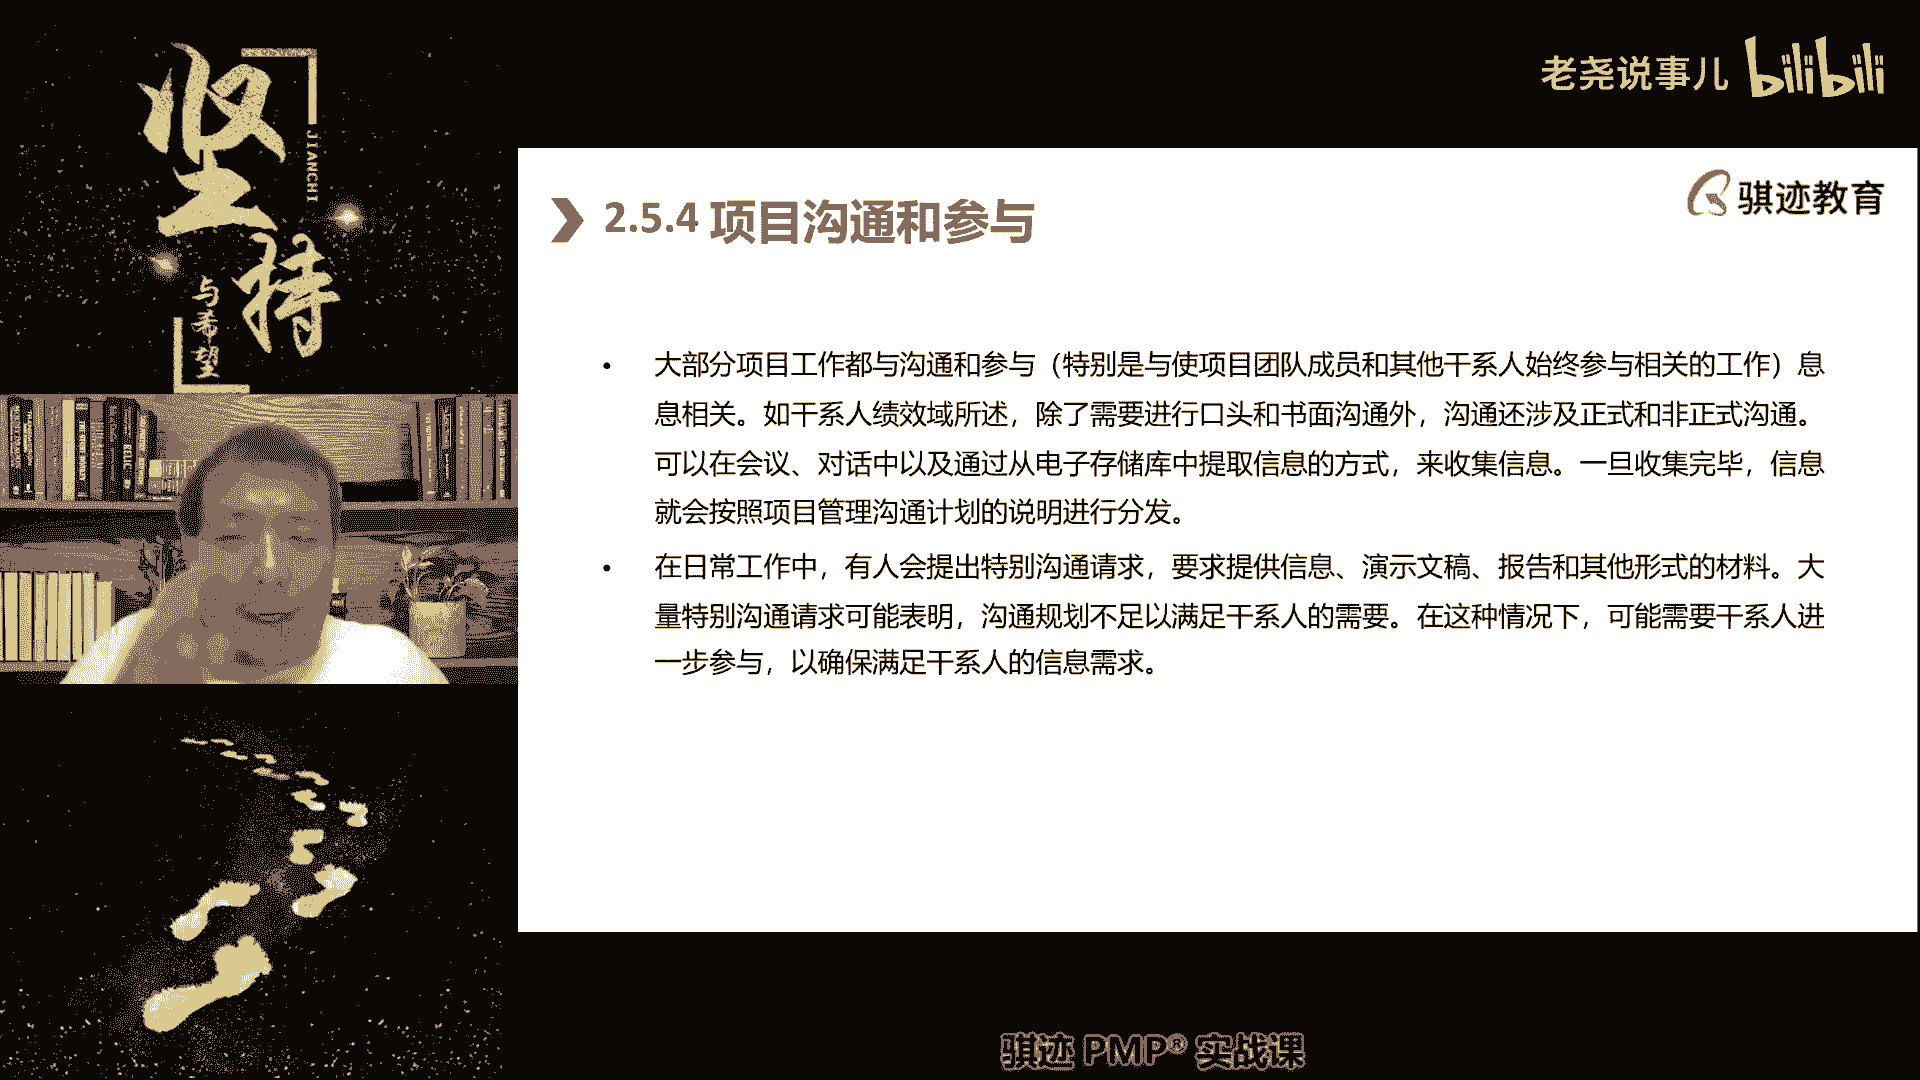 坚持
JIANCHI
与希望
老尧说事儿 bilibili
骐迹教育
2.5.4 项目沟通和参与
• 大部分项目工作都与沟通和参与（特别是与使项目团队成员和其他干系人始终参与相关的工作）息
息相关。如干系人绩效域所述，除了需要进行口头和书面沟通外，沟通还涉及正式和非正式沟通。
可以在会议、对话中以及通过从电子存储库中提取信息的方式，来收集信息。一旦收集完毕，信息
就会按照项目管理沟通计划的说明进行分发。
• 在日常工作中，有人会提出特别沟通请求，要求提供信息、演示文稿、报告和其他形式的材料。大
量特别沟通请求可能表明，沟通规划不足以满足干系人的需要。在这种情况下，可能需要干系人进
一步参与，以确保满足干系人的信息需求。
骐迹 PMP® 实战课